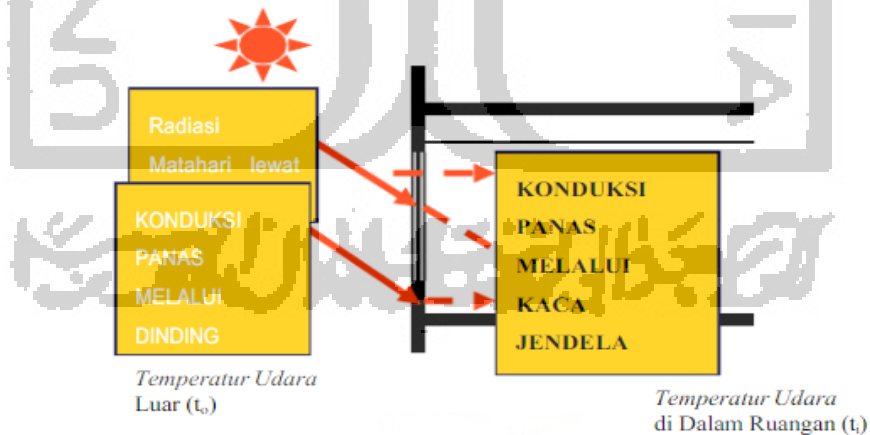 Radiasi
Matahari lewat
KONDUKSI
PANAS
MELALUI
DINDING
KONDUKSI
PANAS
MELALUI
KACA
JENDELA
Temperatur Udara
Luar (tₒ)
Temperatur Udara
di Dalam Ruangan (tᵢ)